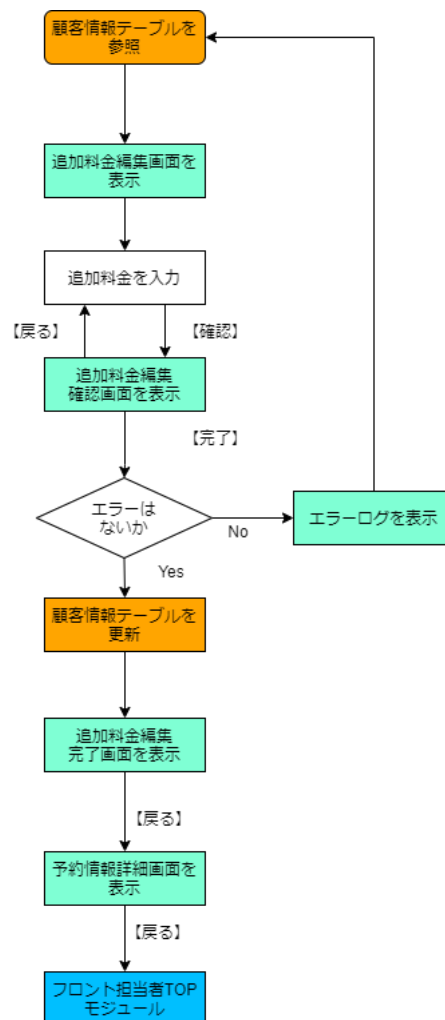 顧客情報テーブルを
参照
追加料金編集画面を
表示
追加料金を入力
【戻る】
【確認】
追加料金編集
確認画面を表示
【完了】
エラーは
ないか
No
エラーログを表示
Yes
顧客情報テーブルを
更新
追加料金編集
完了画面を表示
【戻る】
予約情報詳細画面を
表示
【戻る】
フロント担当者TOP
モジュール